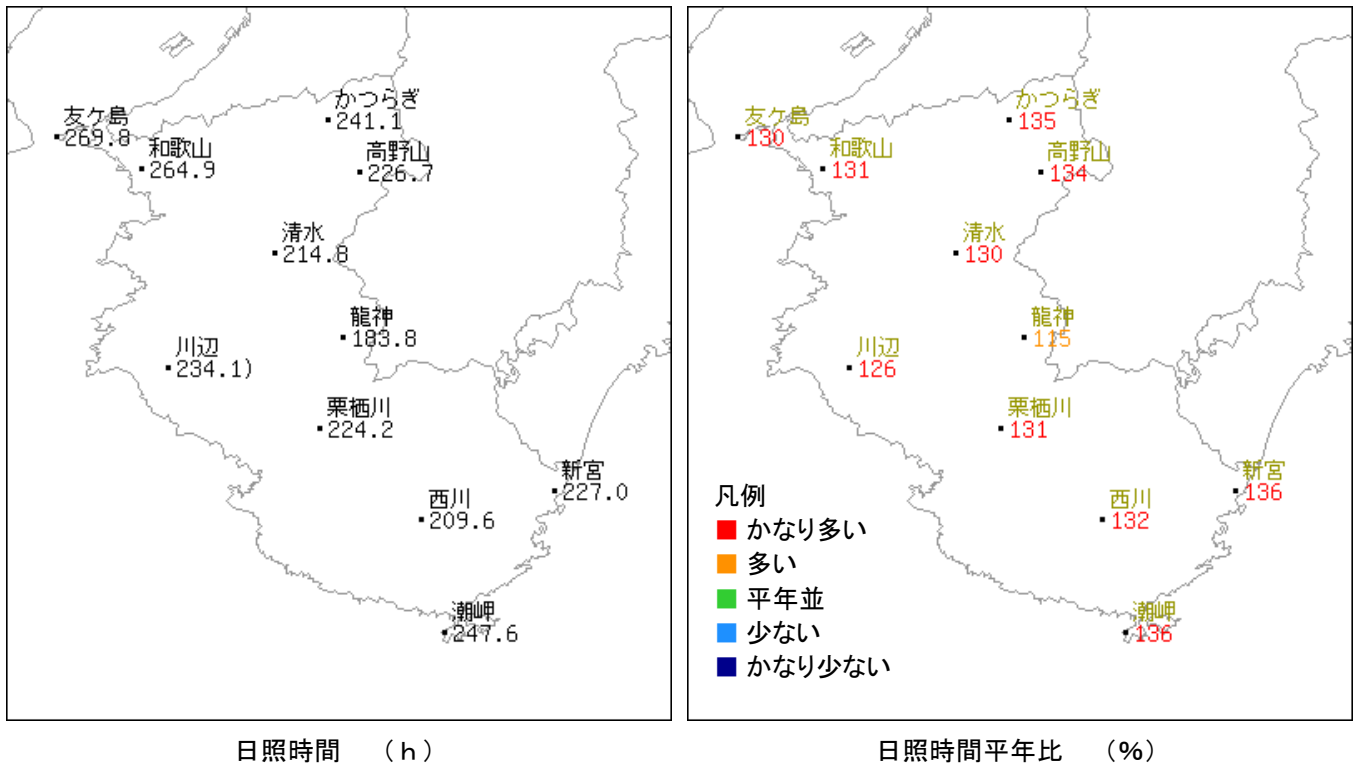 友ケ島
269.8
和歌山
264.9
かつらぎ
241.1
高野山
226.7
清水
214.8
龍神
183.8
川辺
234.1)
栗栖川
224.2
新宮
227.0
西川
209.6
潮岬
247.6
日照時間 (h)
友ケ島
130
和歌山
131
かつらぎ
135
高野山
134
清水
130
龍神
115
川辺
126
栗栖川
131
新宮
136
西川
132
潮岬
136
凡例
かなり多い
多い
平年並
少ない
かなり少ない
日照時間平年比 (%)